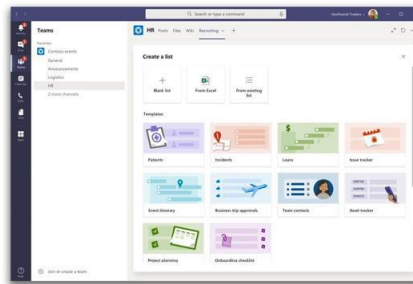 Search or type a command
Northwind Traders
Teams
Favorites
Contoso events
General
Announcements
Logistics
HR
2 more channels
Join or create a team
HR Posts Files Wiki Recruiting
Create a list
Blank list
From Excel
From existing
list
Templates
Patients
Incidents
Loans
Issue tracker
Event itinerary
Business trip approvals
Team contacts
Asset tracker
Project planning
Onboarding checklist